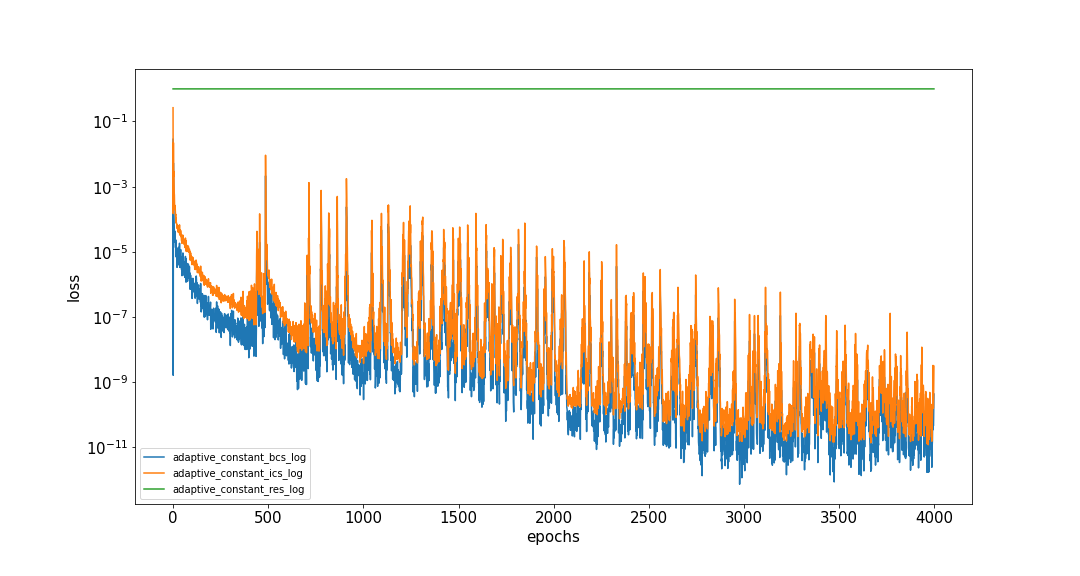 loss
10⁻¹
10⁻³
10⁻⁵
10⁻⁷
10⁻⁹
10⁻¹¹
adaptive_constant_bcs_log
adaptive_constant_ics_log
adaptive_constant_res_log
0 500 1000 1500 2000 2500 3000 3500 4000
epochs